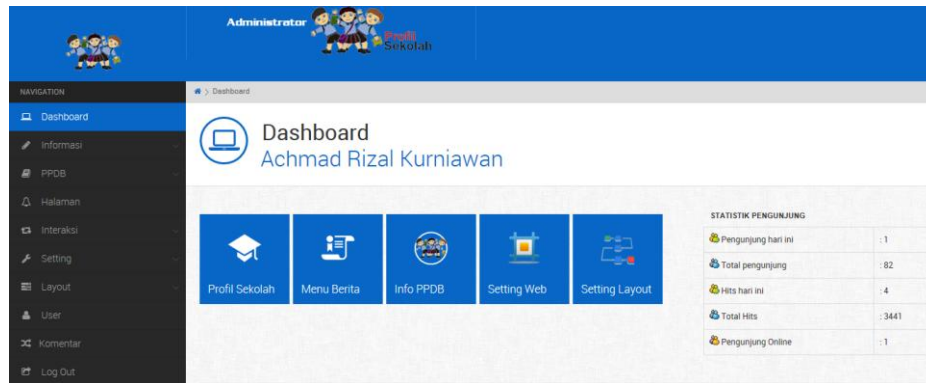 Administrator
Profil
Sekolah
NAVIGATION
Dashboard
Informasi
PPDB
Halaman
Interaksi
Setting
Layout
User
Komentar
Log Out
> Dashboard
Dashboard
Achmad Rizal Kurniawan
Profil Sekolah
Menu Berita
Info PPDB
Setting Web
Setting Layout
STATISTIK PENGUNJUNG
Pengunjung hari ini : 1
Total pengunjung : 82
Hits hari ini : 4
Total Hits : 3441
Pengunjung Online : 1